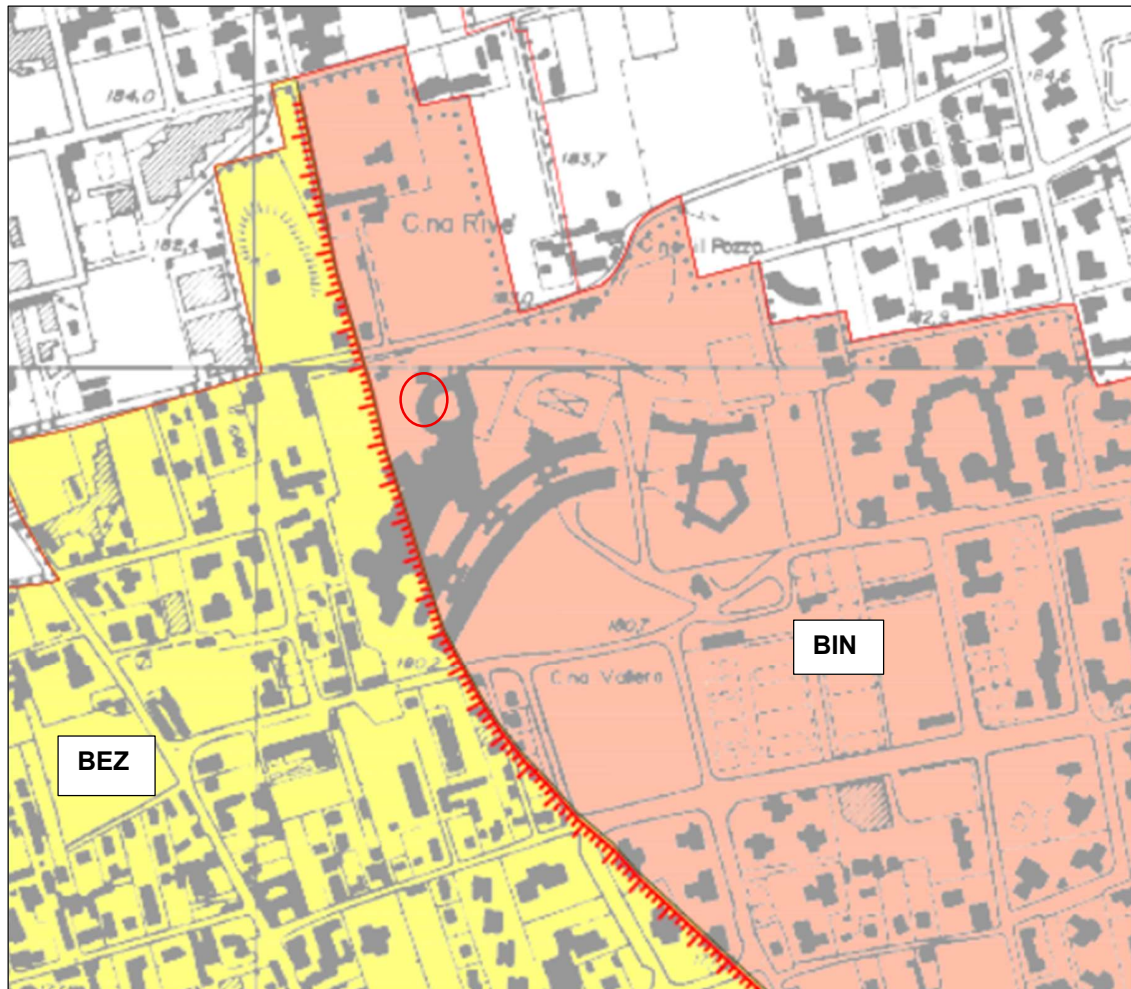 184,0
184,6
183,7
182,4
C.na Rive'
C.na il Pozzo
182,9
180,7
BIN
180,2
C.na Vallera
BEZ